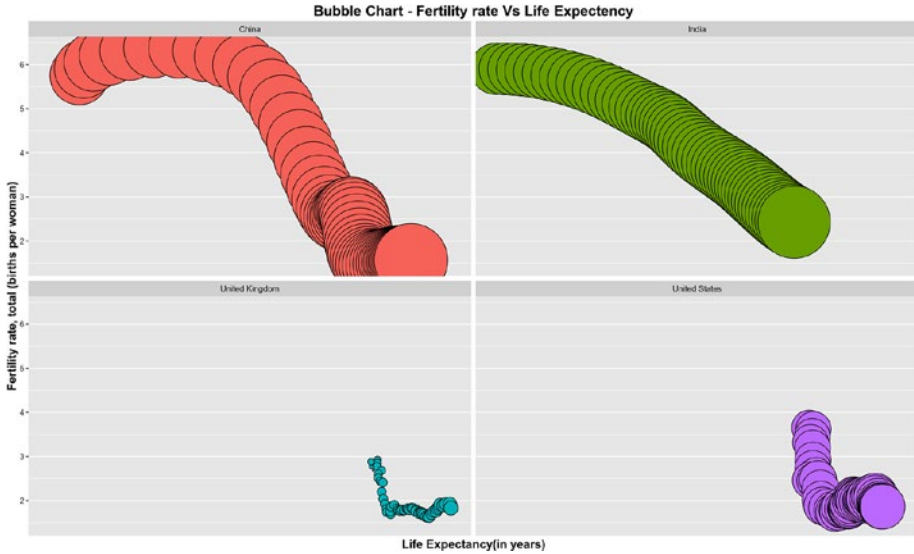 Bubble Chart - Fertility rate Vs Life Expectency
China
India
6
5
4
3
2
United Kingdom
United States
6
5
4
3
2
Fertility rate, total (births per woman)
Life Expectancy(in years)